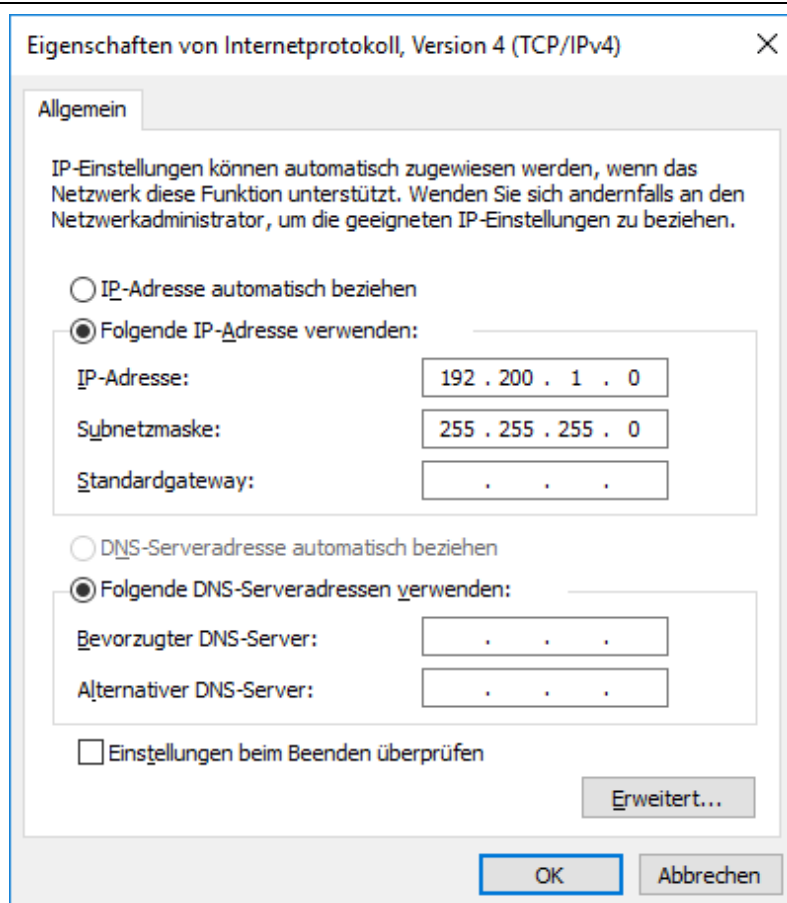 Eigenschaften von Internetprotokoll, Version 4 (TCP/IPv4)
Allgemein
IP-Einstellungen können automatisch zugewiesen werden, wenn das
Netzwerk diese Funktion unterstützt. Wenden Sie sich andernfalls an den
Netzwerkadministrator, um die geeigneten IP-Einstellungen zu beziehen.
IP-Adresse automatisch beziehen
Folgende IP-Adresse verwenden:
IP-Adresse: 192 . 200 . 1 . 0
Subnetzmaske: 255 . 255 . 255 . 0
Standardgateway: . . .
DNS-Serveradresse automatisch beziehen
Folgende DNS-Serveradressen verwenden:
Bevorzugter DNS-Server: . . .
Alternativer DNS-Server: . . .
Einstellungen beim Beenden überprüfen
Erweitert...
OK Abbrechen